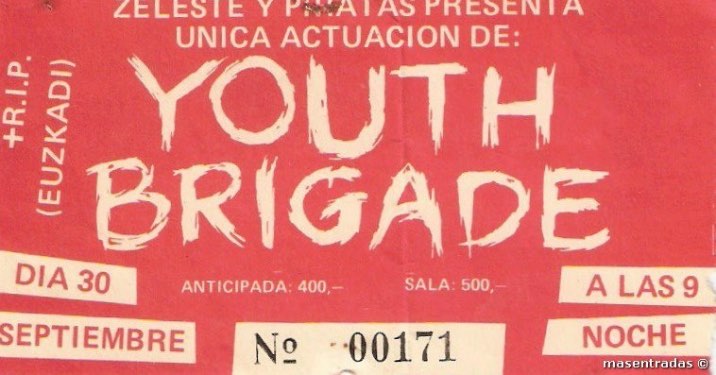 ZELESTE Y PIÑATAS PRESENTA
UNICA ACTUACION DE:
+R.I.P.
(EUZKADI)
YOUTH
BRIGADE
DIA 30
SEPTIEMBRE
ANTICIPADA: 400,—
SALA: 500,—
A LAS 9
NOCHE
Nº 00171
masentradas ©